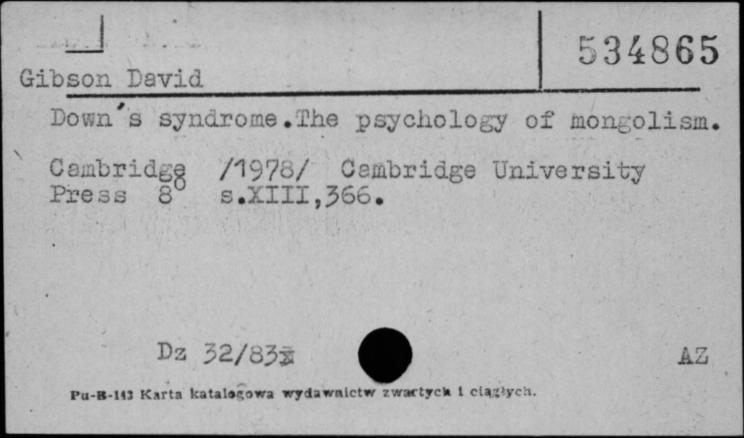 534865
Gibson David
Down's syndrome.The psychology of mongolism.
Cambridge /1978/ Cambridge University
Press 8° s.XIII,366.
Dz 32/83
AZ
Pu-B-143 Karta katalogowa wydawnictw zwartych i ciągłych.